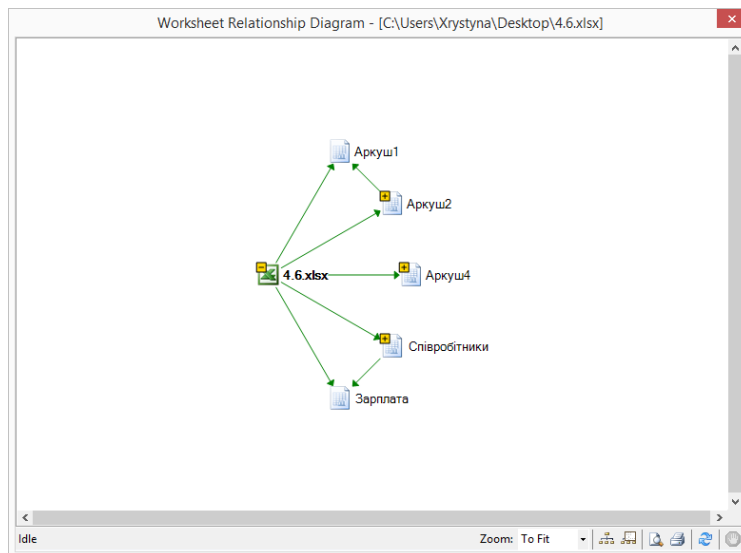 Worksheet Relationship Diagram - [C:\Users\Xrystyna\Desktop\4.6.xlsx]
Аркуш1
Аркуш2
4.6.xlsx
Аркуш4
Співробітники
Зарплата
Idle
Zoom: To Fit